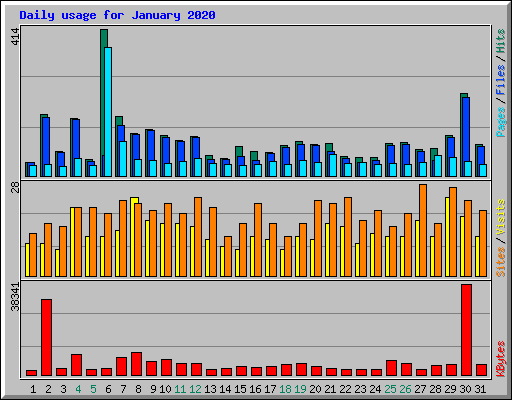 Daily usage for January 2020
414
Pages / Files / Hits
28
Sites / Visits
38341
KBytes
1 2 3 4 5 6 7 8 9 10 11 12 13 14 15 16 17 18 19 20 21 22 23 24 25 26 27 28 29 30 31